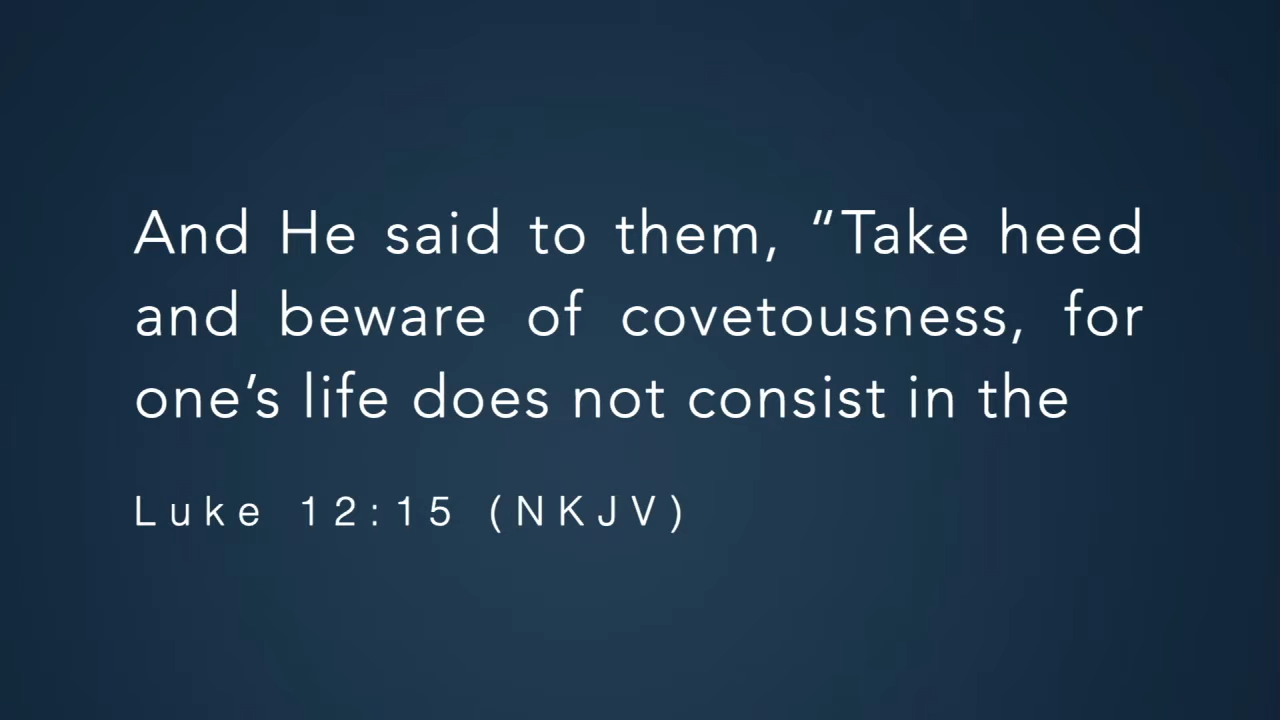 And He said to them, “Take heed
and beware of covetousness, for
one’s life does not consist in the
Luke 12:15 (NKJV)